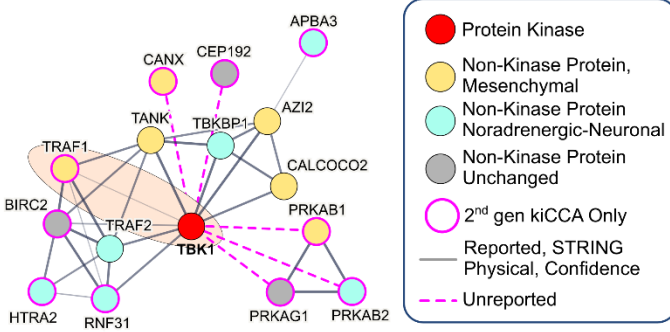 APBA3
CEP192
CANX
TANK
TBKBP1
AZI2
TRAF1
CALCOCO2
BIRC2
TRAF2
PRKAB1
TBK1
HTRA2
RNF31
PRKAG1
PRKAB2
Protein Kinase
Non-Kinase Protein,
Mesenchymal
Non-Kinase Protein
Noradrenergic-Neuronal
Non-Kinase Protein
Unchanged
2nd gen kiCCA Only
Reported, STRING
Physical, Confidence
Unreported